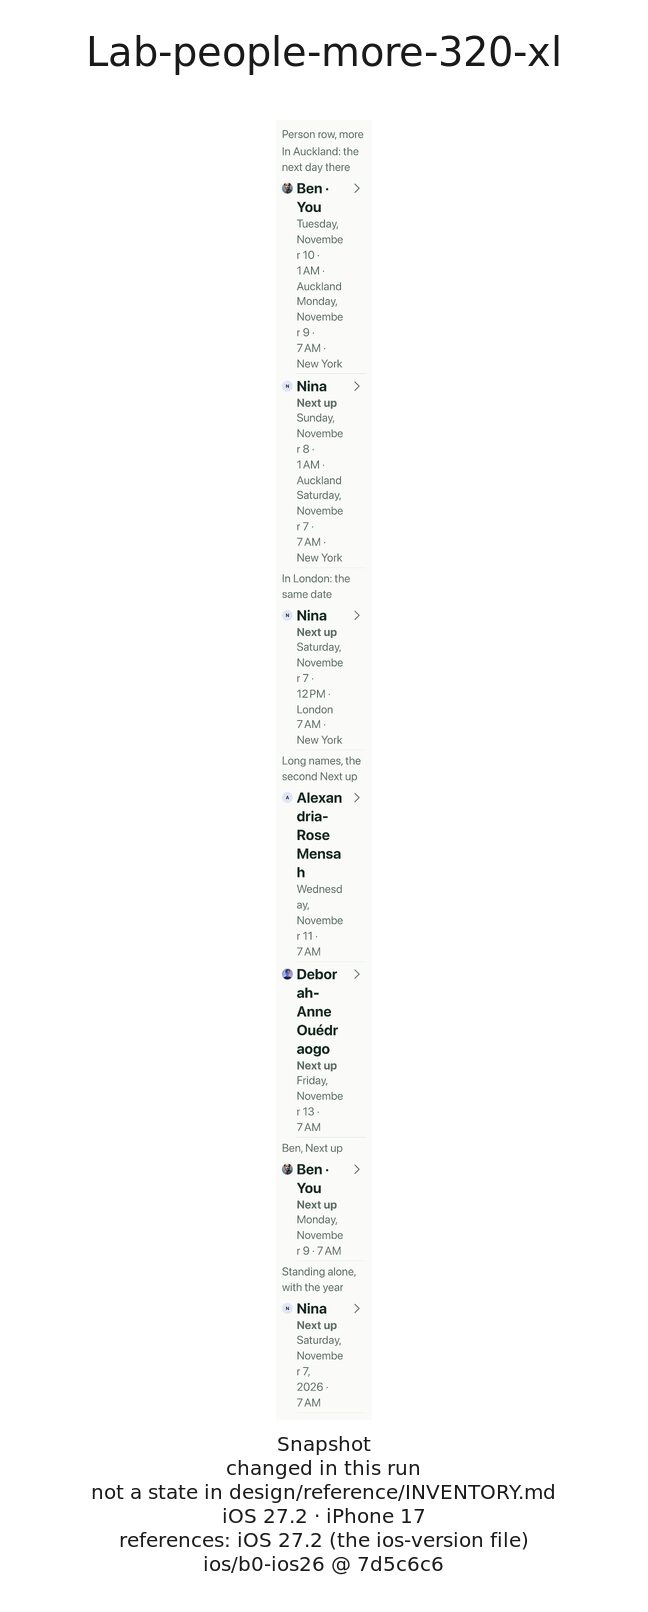 Lab-people-more-320-xl
Person row, more
In Auckland: the
next day there
Ben ·
You
Tuesday,
Novembe
r 10 ·
1 AM ·
Auckland
Monday,
Novembe
r 9 ·
7 AM ·
New York
N
Nina
Next up
Sunday,
Novembe
r 8 ·
1 AM ·
Auckland
Saturday,
Novembe
r 7 ·
7 AM ·
New York
In London: the
same date
N
Nina
Next up
Saturday,
Novembe
r 7 ·
12 PM ·
London
7 AM ·
New York
Long names, the
second Next up
A
Alexan
dria-
Rose
Mensa
h
Wednesd
ay,
Novembe
r 11 ·
7 AM
Debor
ah-
Anne
Ouédr
aogo
Next up
Friday,
Novembe
r 13 ·
7 AM
Ben, Next up
Ben ·
You
Next up
Monday,
Novembe
r 9 · 7 AM
Standing alone,
with the year
N
Nina
Next up
Saturday,
Novembe
r 7,
2026 ·
7 AM
Snapshot
changed in this run
not a state in design/reference/INVENTORY.md
iOS 27.2 · iPhone 17
references: iOS 27.2 (the ios-version file)
ios/b0-ios26 @ 7d5c6c6